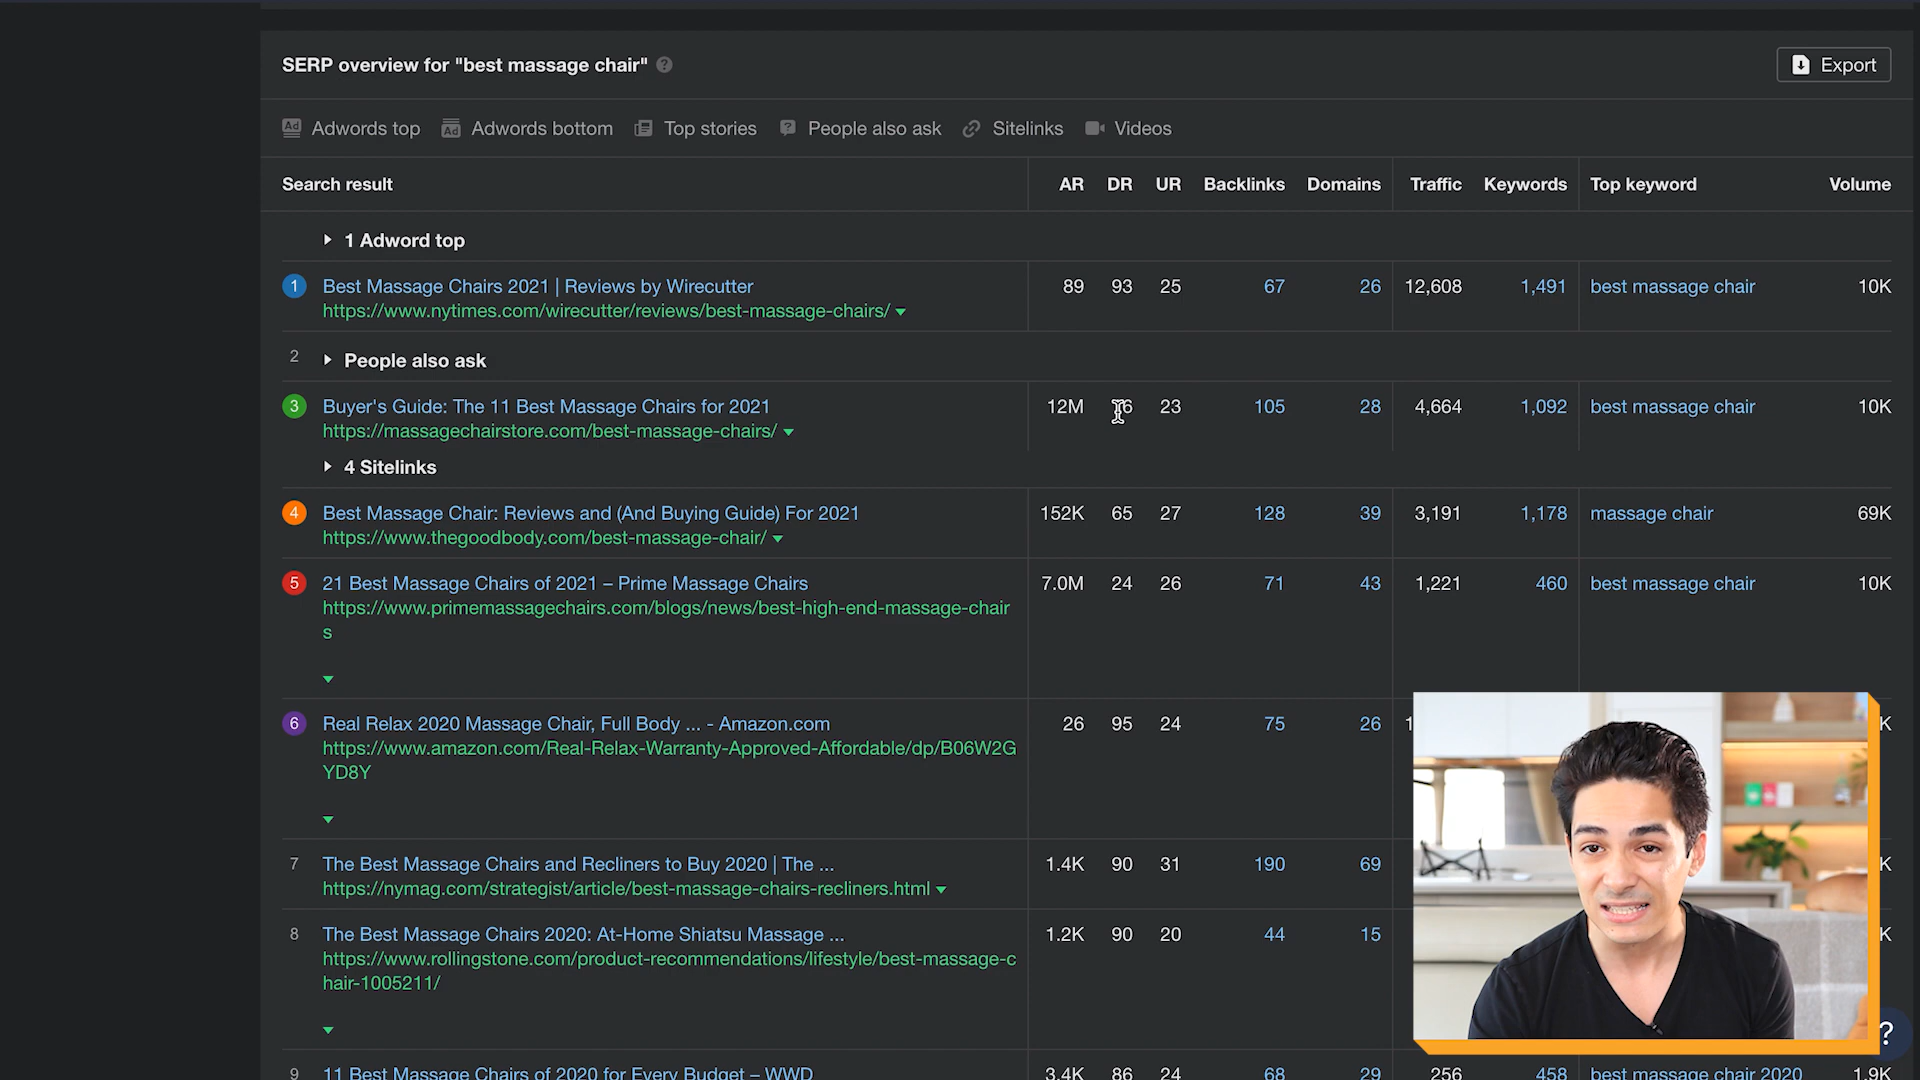 SERP overview for "best massage chair" ?
Export
Ad Adwords top Ad Adwords bottom Top stories ? People also ask Sitelinks Videos
Search result AR DR UR Backlinks Domains Traffic Keywords Top keyword Volume
1 Adword top
1 Best Massage Chairs 2021 | Reviews by Wirecutter 89 93 25 67 26 12,608 1,491 best massage chair 10K
https://www.nytimes.com/wirecutter/reviews/best-massage-chairs/
2 People also ask
3 Buyer's Guide: The 11 Best Massage Chairs for 2021 12M 23 105 28 4,664 1,092 best massage chair 10K
https://massagechairstore.com/best-massage-chairs/
4 Sitelinks
4 Best Massage Chair: Reviews and (And Buying Guide) For 2021 152K 65 27 128 39 3,191 1,178 massage chair 69K
https://www.thegoodbody.com/best-massage-chair/
5 21 Best Massage Chairs of 2021 – Prime Massage Chairs 7.0M 24 26 71 43 1,221 460 best massage chair 10K
https://www.primemassagechairs.com/blogs/news/best-high-end-massage-chair
s
6 Real Relax 2020 Massage Chair, Full Body ... - Amazon.com 26 95 24 75 26 1 K
https://www.amazon.com/Real-Relax-Warranty-Approved-Affordable/dp/B06W2G
YD8Y
7 The Best Massage Chairs and Recliners to Buy 2020 | The ... 1.4K 90 31 190 69 K
https://nymag.com/strategist/article/best-massage-chairs-recliners.html
8 The Best Massage Chairs 2020: At-Home Shiatsu Massage ... 1.2K 90 20 44 15 K
https://www.rollingstone.com/product-recommendations/lifestyle/best-massage-c
hair-1005211/
?
9 11 Best Massage Chairs of 2020 for Every Budget – WWD 3.4K 86 24 68 29 256 458 best massage chair 2020 1.9K